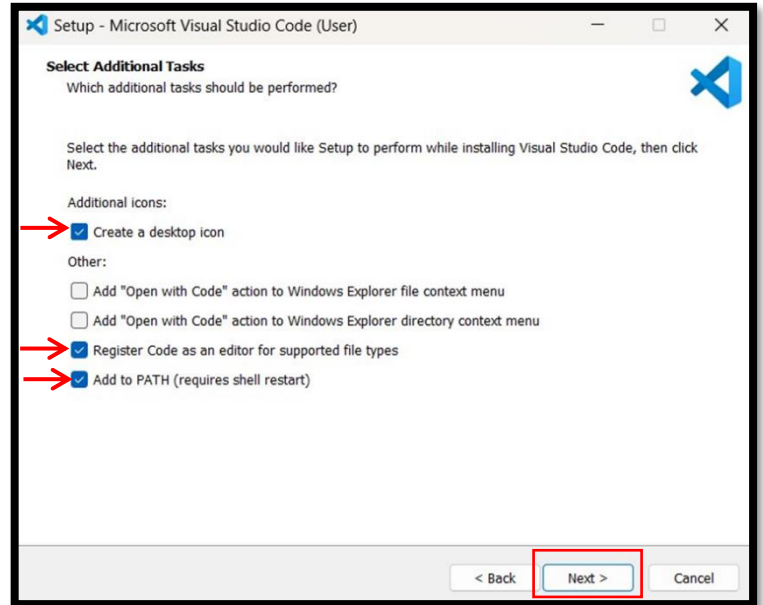 Setup - Microsoft Visual Studio Code (User)
Select Additional Tasks
Which additional tasks should be performed?
Select the additional tasks you would like Setup to perform while installing Visual Studio Code, then click
Next.
Additional icons:
Create a desktop icon
Other:
Add "Open with Code" action to Windows Explorer file context menu
Add "Open with Code" action to Windows Explorer directory context menu
Register Code as an editor for supported file types
Add to PATH (requires shell restart)
< Back Next > Cancel